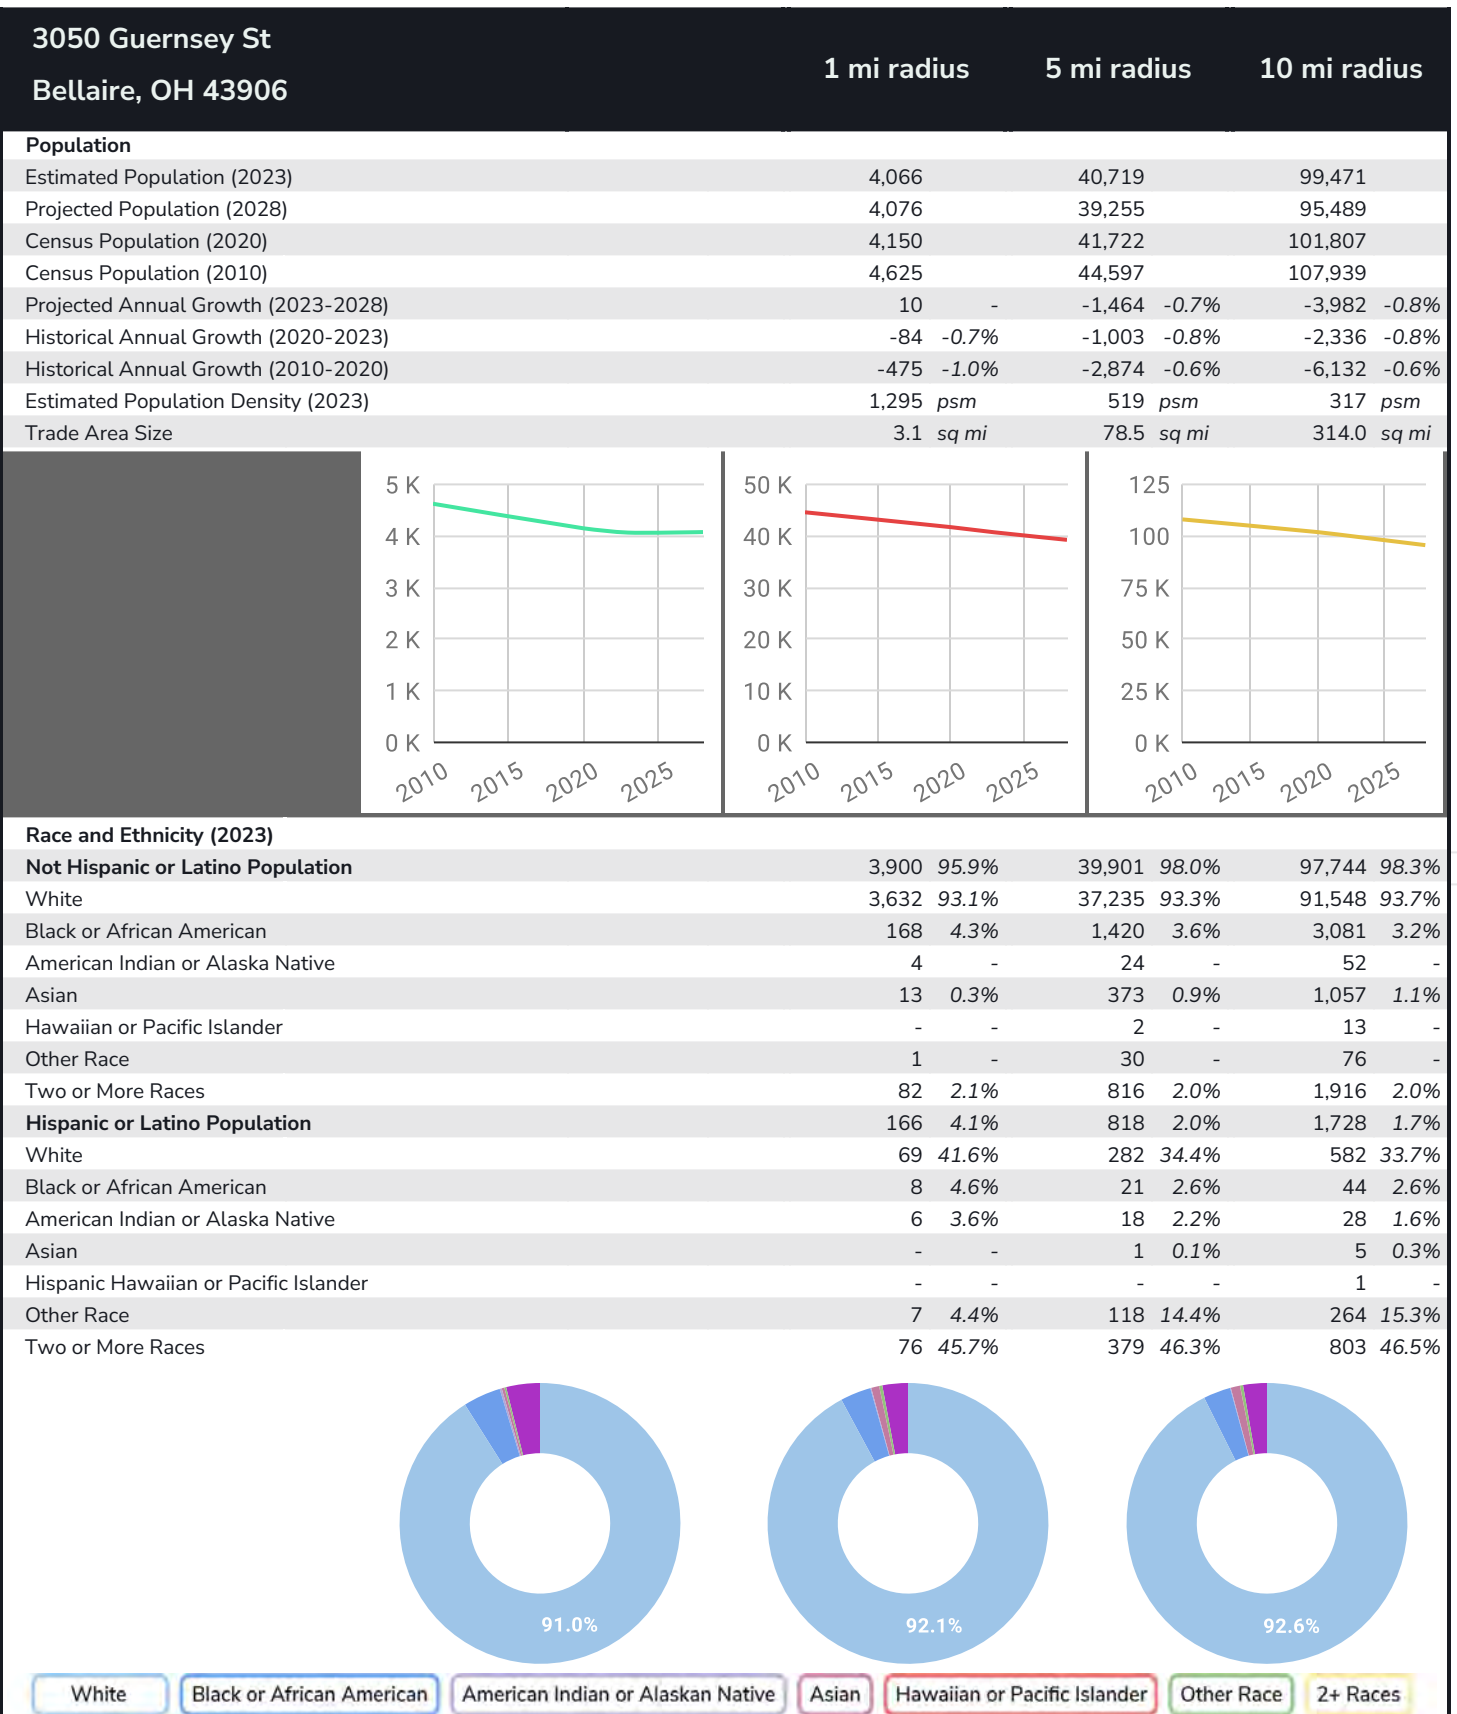 3050 Guernsey St
Bellaire, OH 43906
1 mi radius 5 mi radius 10 mi radius
Population
Estimated Population (2023) 4,066 40,719 99,471
Projected Population (2028) 4,076 39,255 95,489
Census Population (2020) 4,150 41,722 101,807
Census Population (2010) 4,625 44,597 107,939
Projected Annual Growth (2023-2028) 10 - -1,464 -0.7% -3,982 -0.8%
Historical Annual Growth (2020-2023) -84 -0.7% -1,003 -0.8% -2,336 -0.8%
Historical Annual Growth (2010-2020) -475 -1.0% -2,874 -0.6% -6,132 -0.6%
Estimated Population Density (2023) 1,295 psm 519 psm 317 psm
Trade Area Size 3.1 sq mi 78.5 sq mi 314.0 sq mi
5 K 50 K 125
4 K 40 K 100
3 K 30 K 75 K
2 K 20 K 50 K
1 K 10 K 25 K
0 K 0 K 0 K
2010 2015 2020 2025 2010 2015 2020 2025 2010 2015 2020 2025
Race and Ethnicity (2023)
Not Hispanic or Latino Population 3,900 95.9% 39,901 98.0% 97,744 98.3%
White 3,632 93.1% 37,235 93.3% 91,548 93.7%
Black or African American 168 4.3% 1,420 3.6% 3,081 3.2%
American Indian or Alaska Native 4 - 24 - 52 -
Asian 13 0.3% 373 0.9% 1,057 1.1%
Hawaiian or Pacific Islander - - 2 - 13 -
Other Race 1 - 30 - 76 -
Two or More Races 82 2.1% 816 2.0% 1,916 2.0%
Hispanic or Latino Population 166 4.1% 818 2.0% 1,728 1.7%
White 69 41.6% 282 34.4% 582 33.7%
Black or African American 8 4.6% 21 2.6% 44 2.6%
American Indian or Alaska Native 6 3.6% 18 2.2% 28 1.6%
Asian - - 1 0.1% 5 0.3%
Hispanic Hawaiian or Pacific Islander - - - - 1 -
Other Race 7 4.4% 118 14.4% 264 15.3%
Two or More Races 76 45.7% 379 46.3% 803 46.5%
91.0% 92.1% 92.6%
White Black or African American American Indian or Alaskan Native Asian Hawaiian or Pacific Islander Other Race 2+ Races